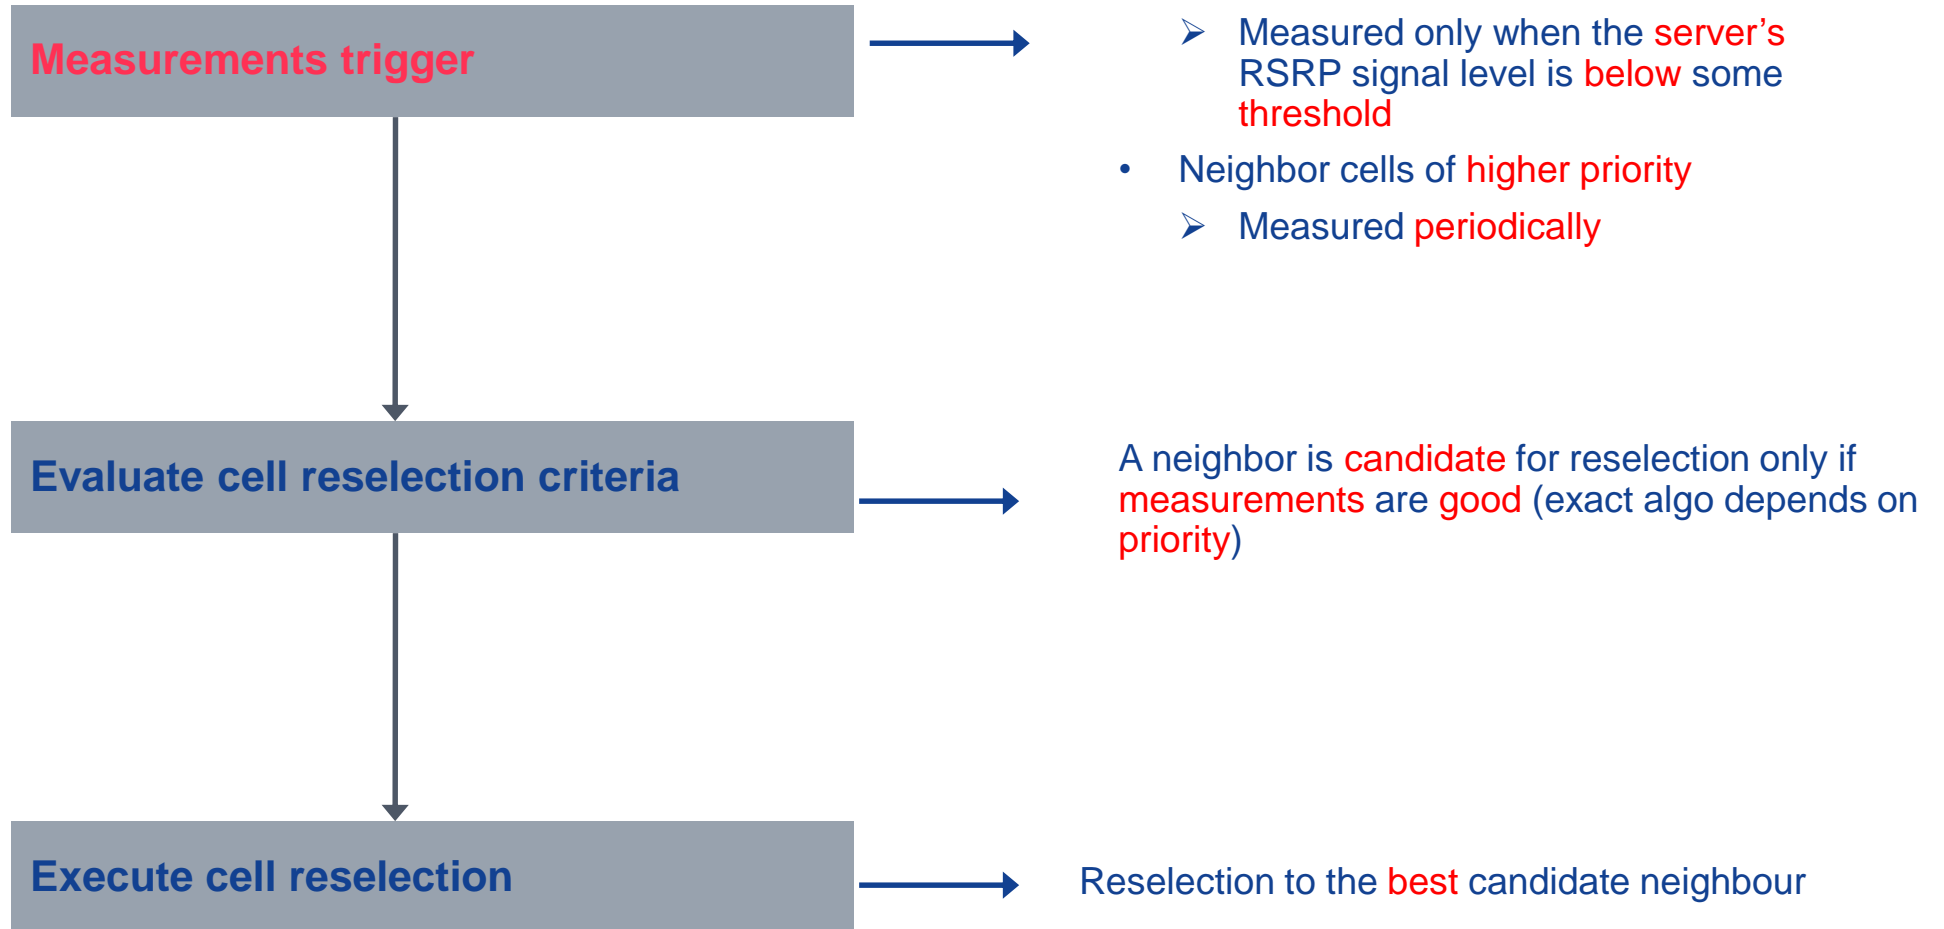 Measurements trigger
➢ Measured only when the server’s
RSRP signal level is below some
threshold
• Neighbor cells of higher priority
➢ Measured periodically
Evaluate cell reselection criteria
A neighbor is candidate for reselection only if
measurements are good (exact algo depends on
priority)
Execute cell reselection
Reselection to the best candidate neighbour